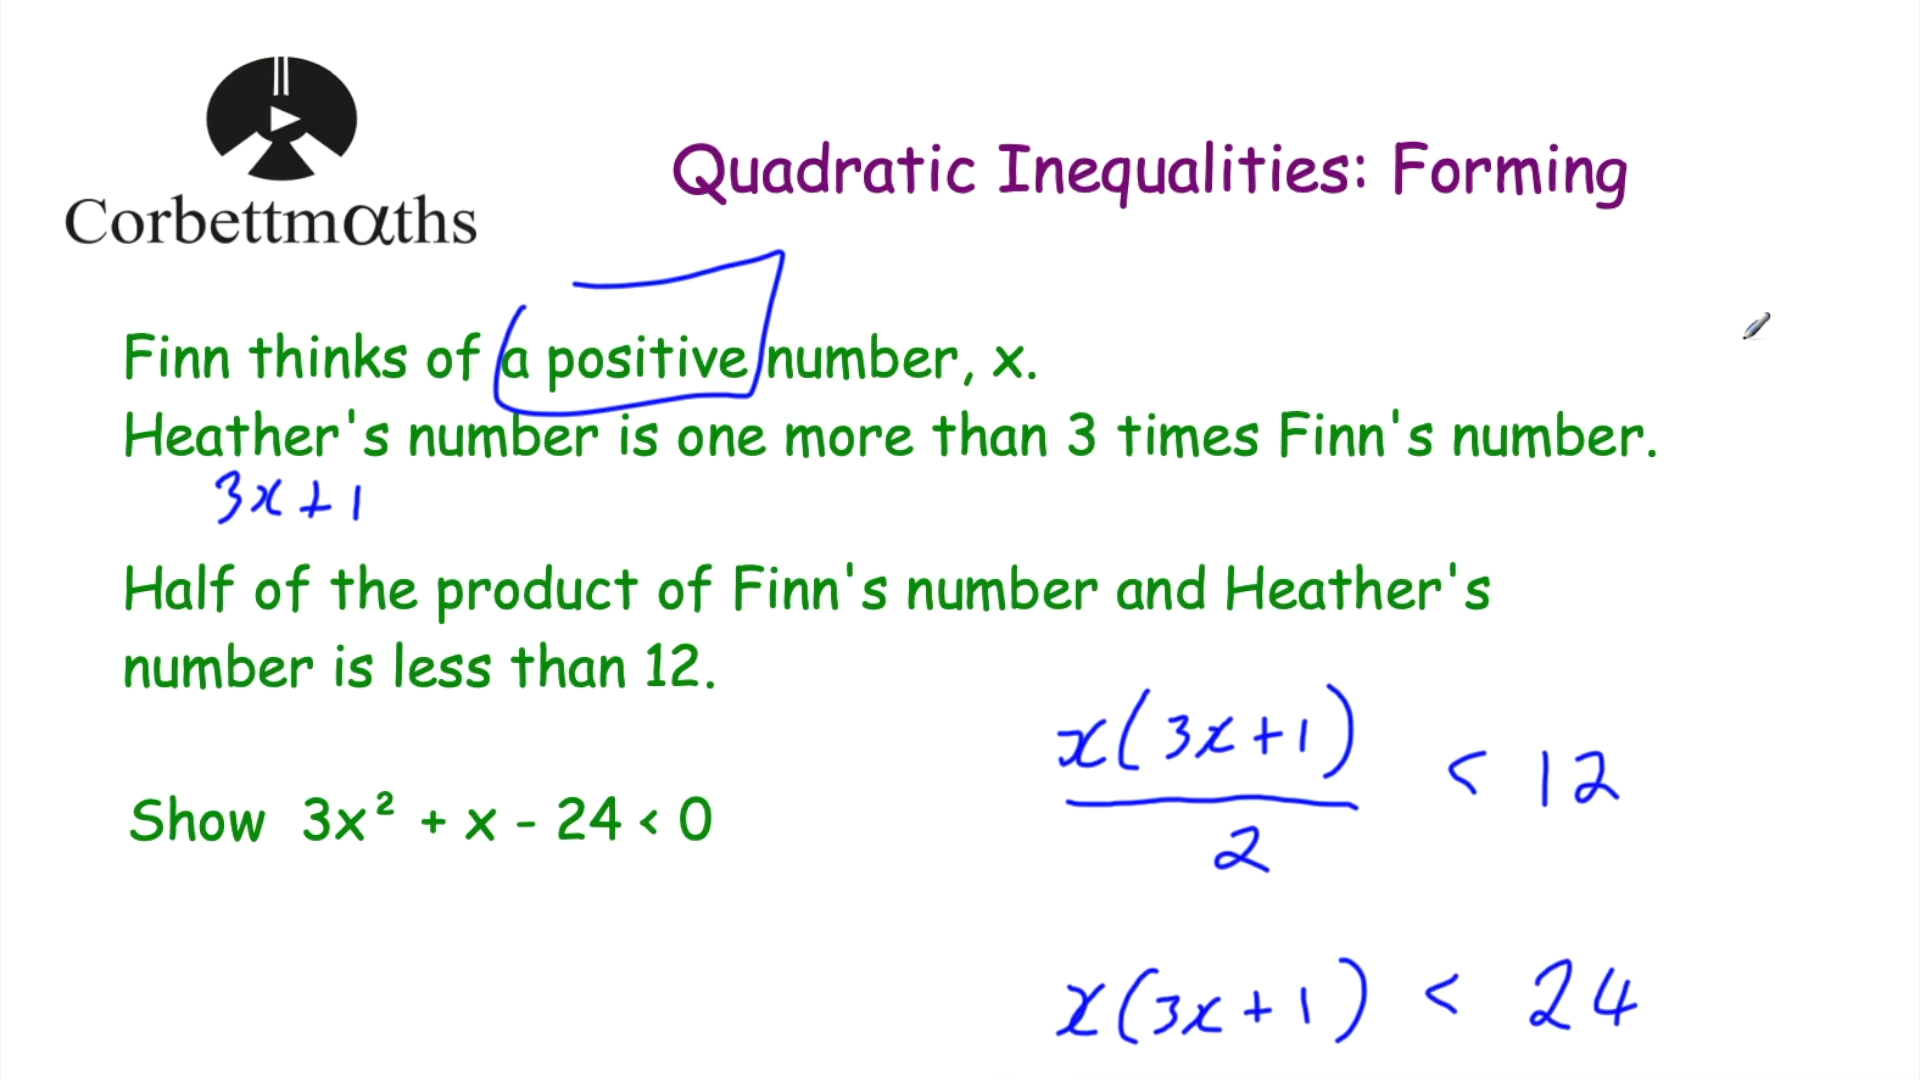 Corbettmαths
Quadratic Inequalities: Forming
Finn thinks of a positive number, x.
Heather's number is one more than 3 times Finn's number.
3x+1
Half of the product of Finn's number and Heather's
number is less than 12.
x(3x+1)
< 12
2
Show 3x² + x - 24 < 0
x(3x+1) < 24